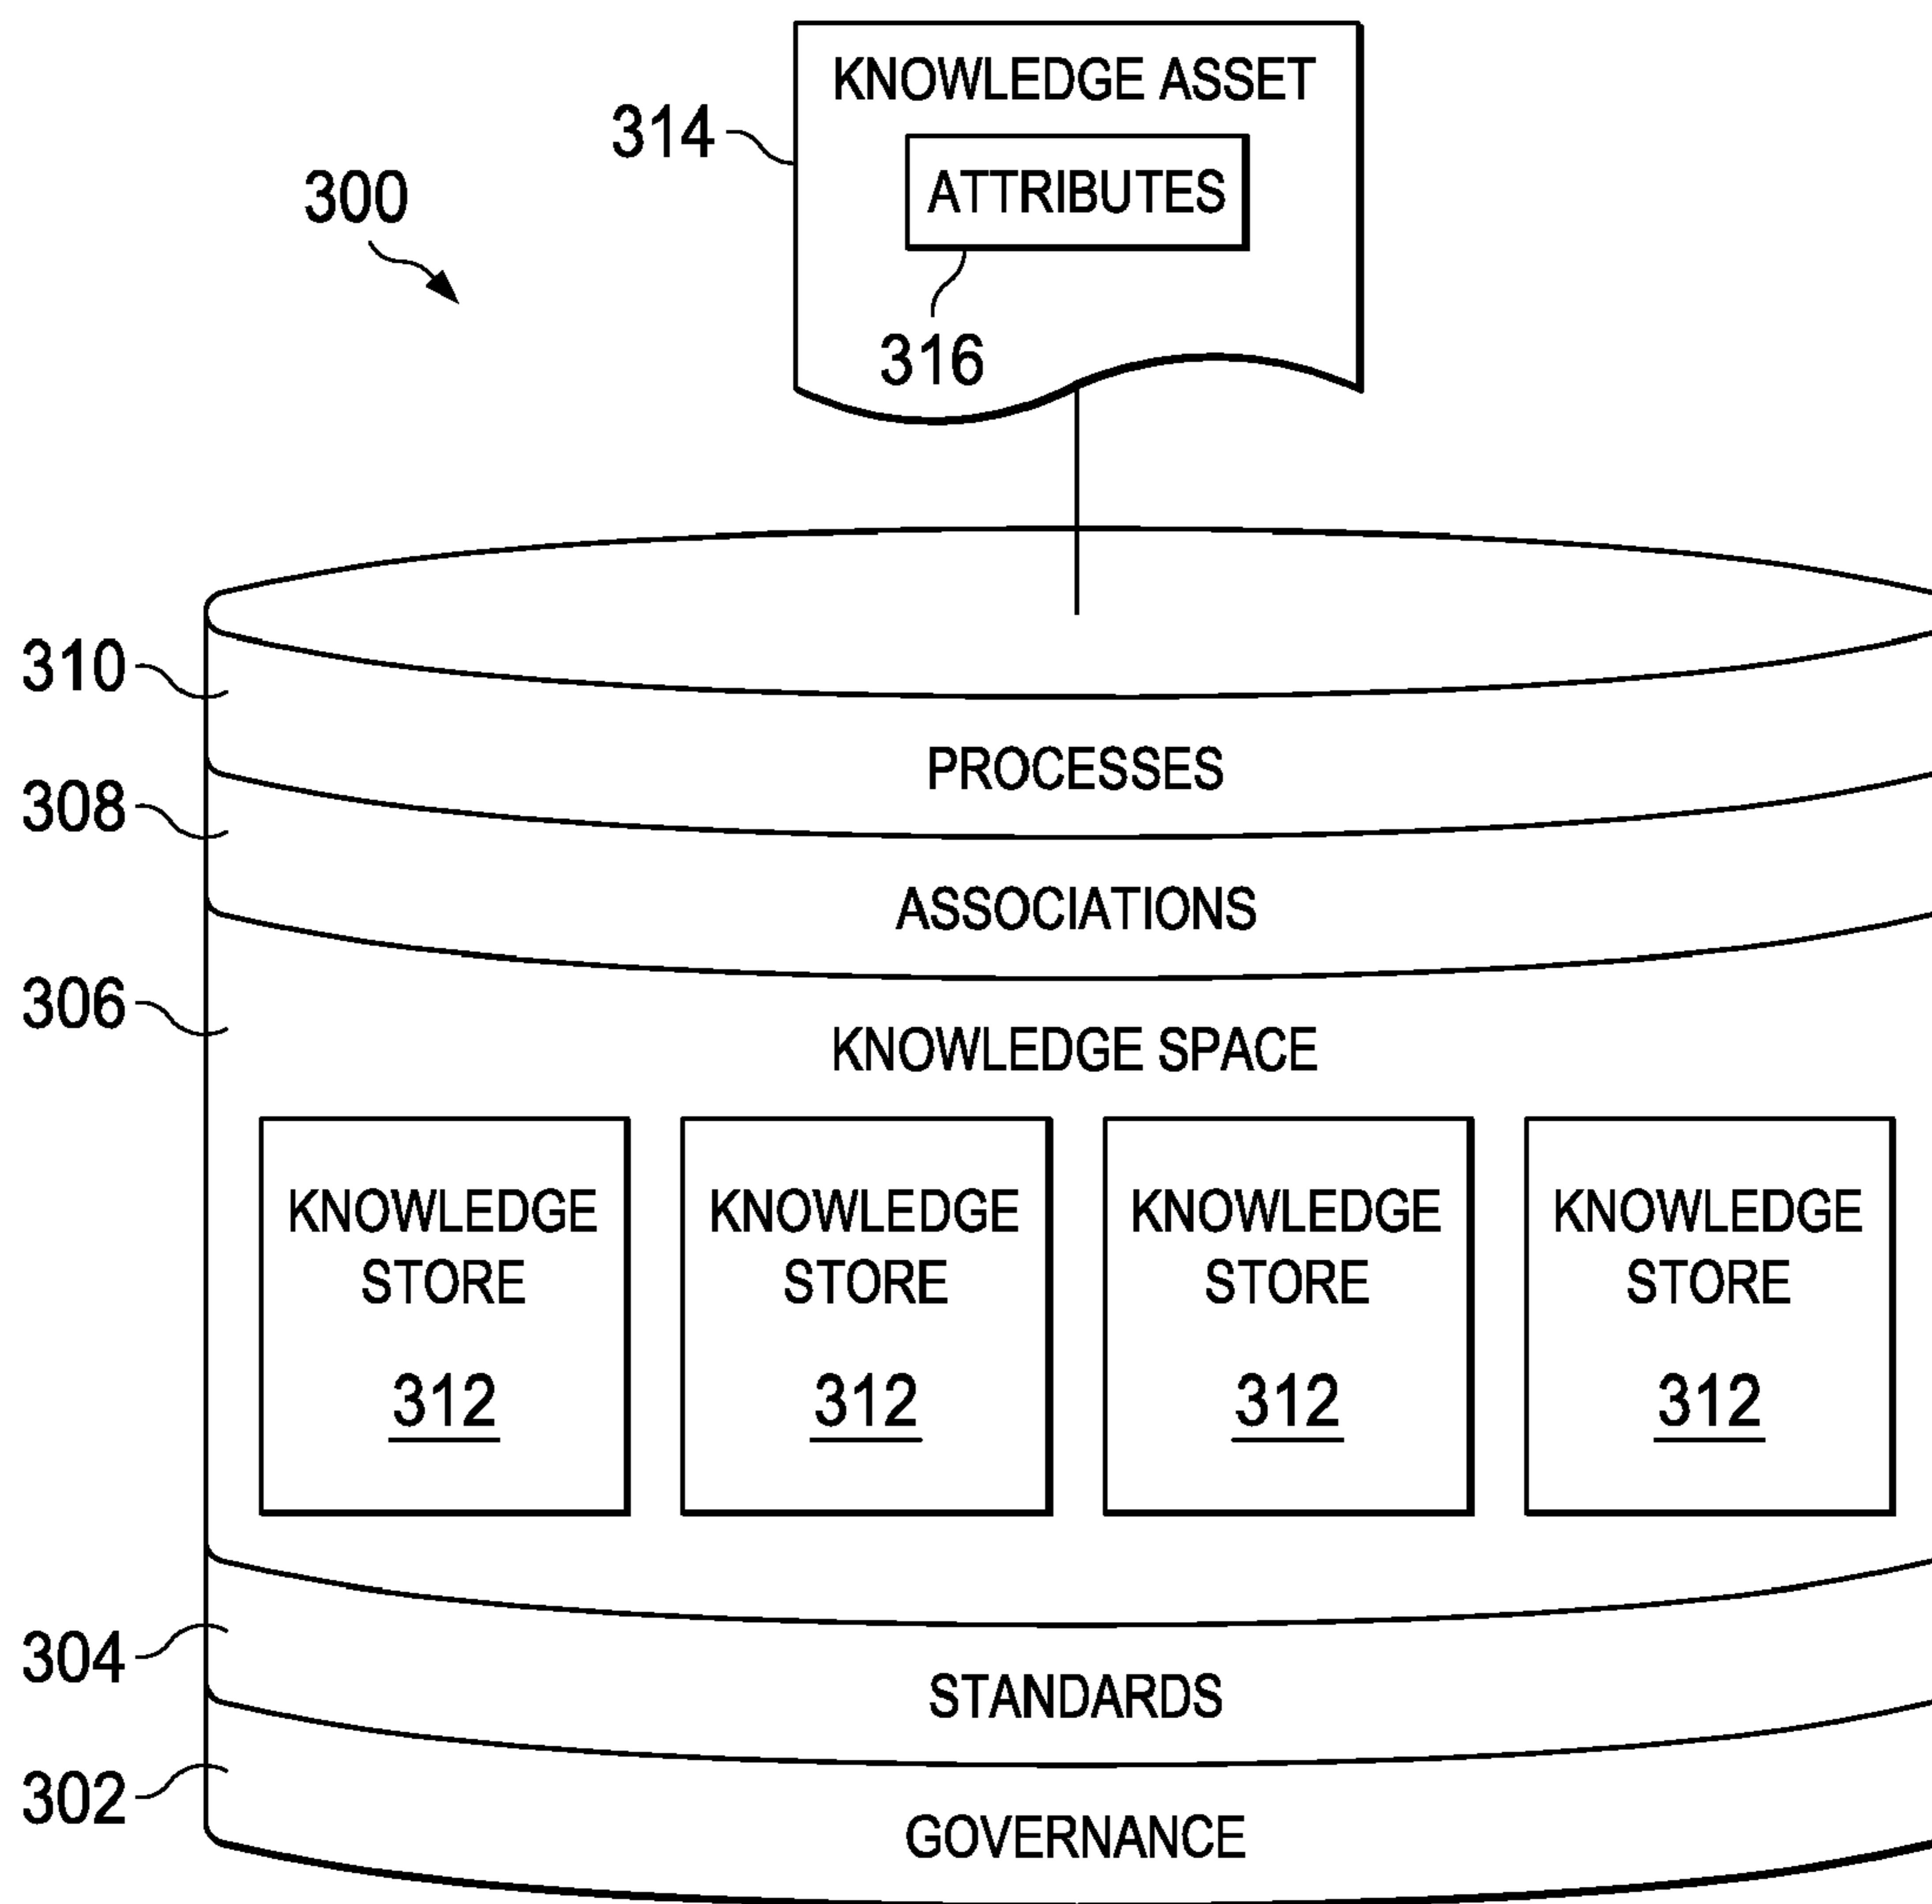 KNOWLEDGE ASSET
314
ATTRIBUTES
300
316
310
PROCESSES
308
ASSOCIATIONS
306
KNOWLEDGE SPACE
KNOWLEDGE STORE 312
KNOWLEDGE STORE 312
KNOWLEDGE STORE 312
KNOWLEDGE STORE 312
304
STANDARDS
302
GOVERNANCE